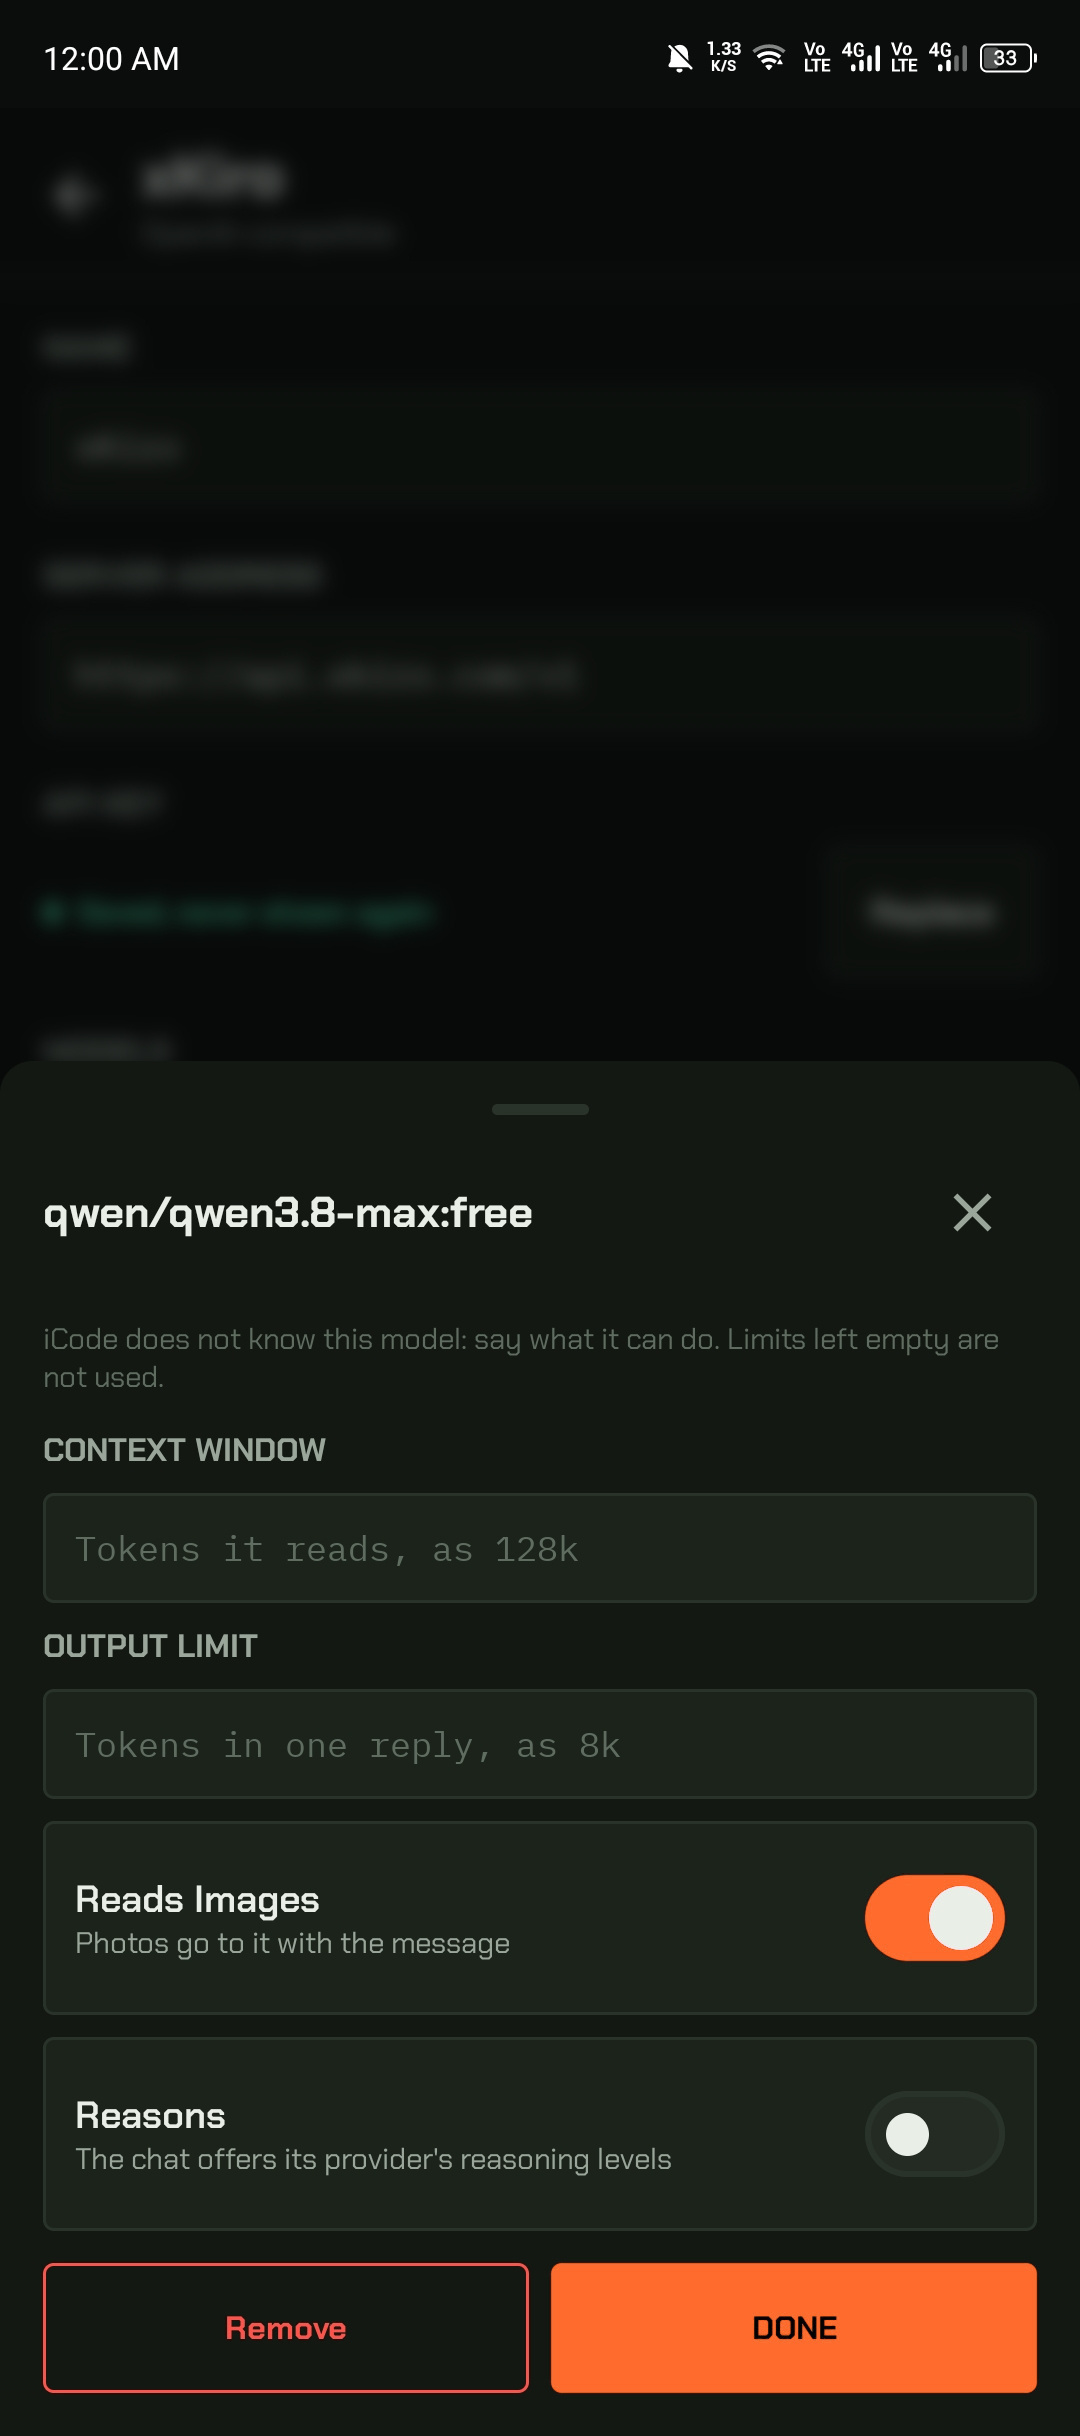 12:00 AM
1.33 K/S
Vo LTE 4G Vo LTE 4G 33
qwen/qwen3.8-max:free
iCode does not know this model: say what it can do. Limits left empty are
not used.
CONTEXT WINDOW
Tokens it reads, as 128k
OUTPUT LIMIT
Tokens in one reply, as 8k
Reads Images
Photos go to it with the message
Reasons
The chat offers its provider's reasoning levels
Remove
DONE